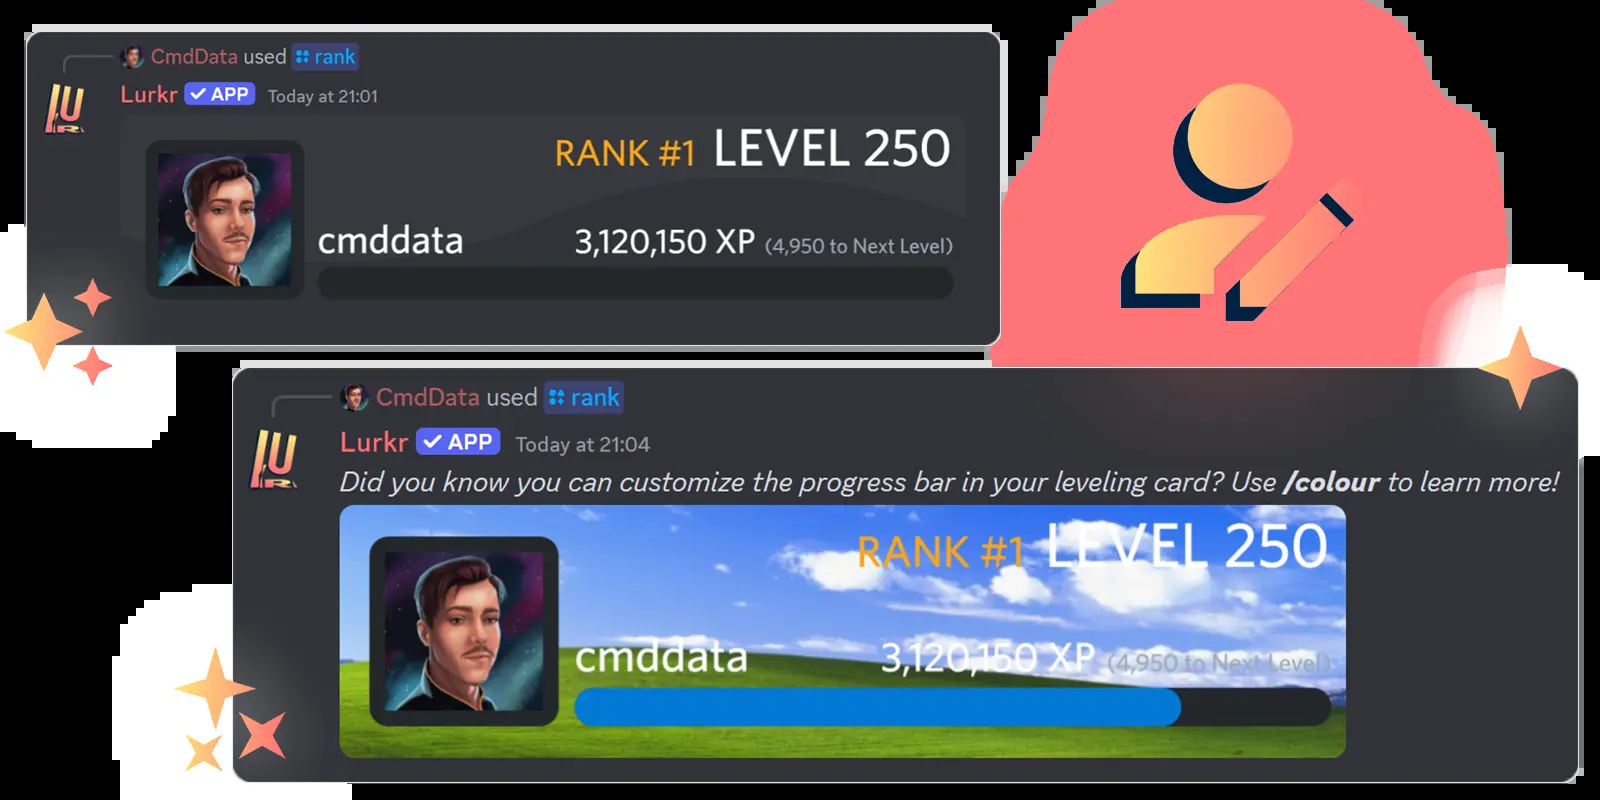 CmdData used rank
LUR
Lurkr APP Today at 21:01
RANK #1 LEVEL 250
cmddata 3,120,150 XP (4,950 to Next Level)
CmdData used rank
LUR
Lurkr APP Today at 21:04
Did you know you can customize the progress bar in your leveling card? Use /colour to learn more!
RANK #1 LEVEL 250
cmddata 3,120,150 XP (4,950 to Next Level)